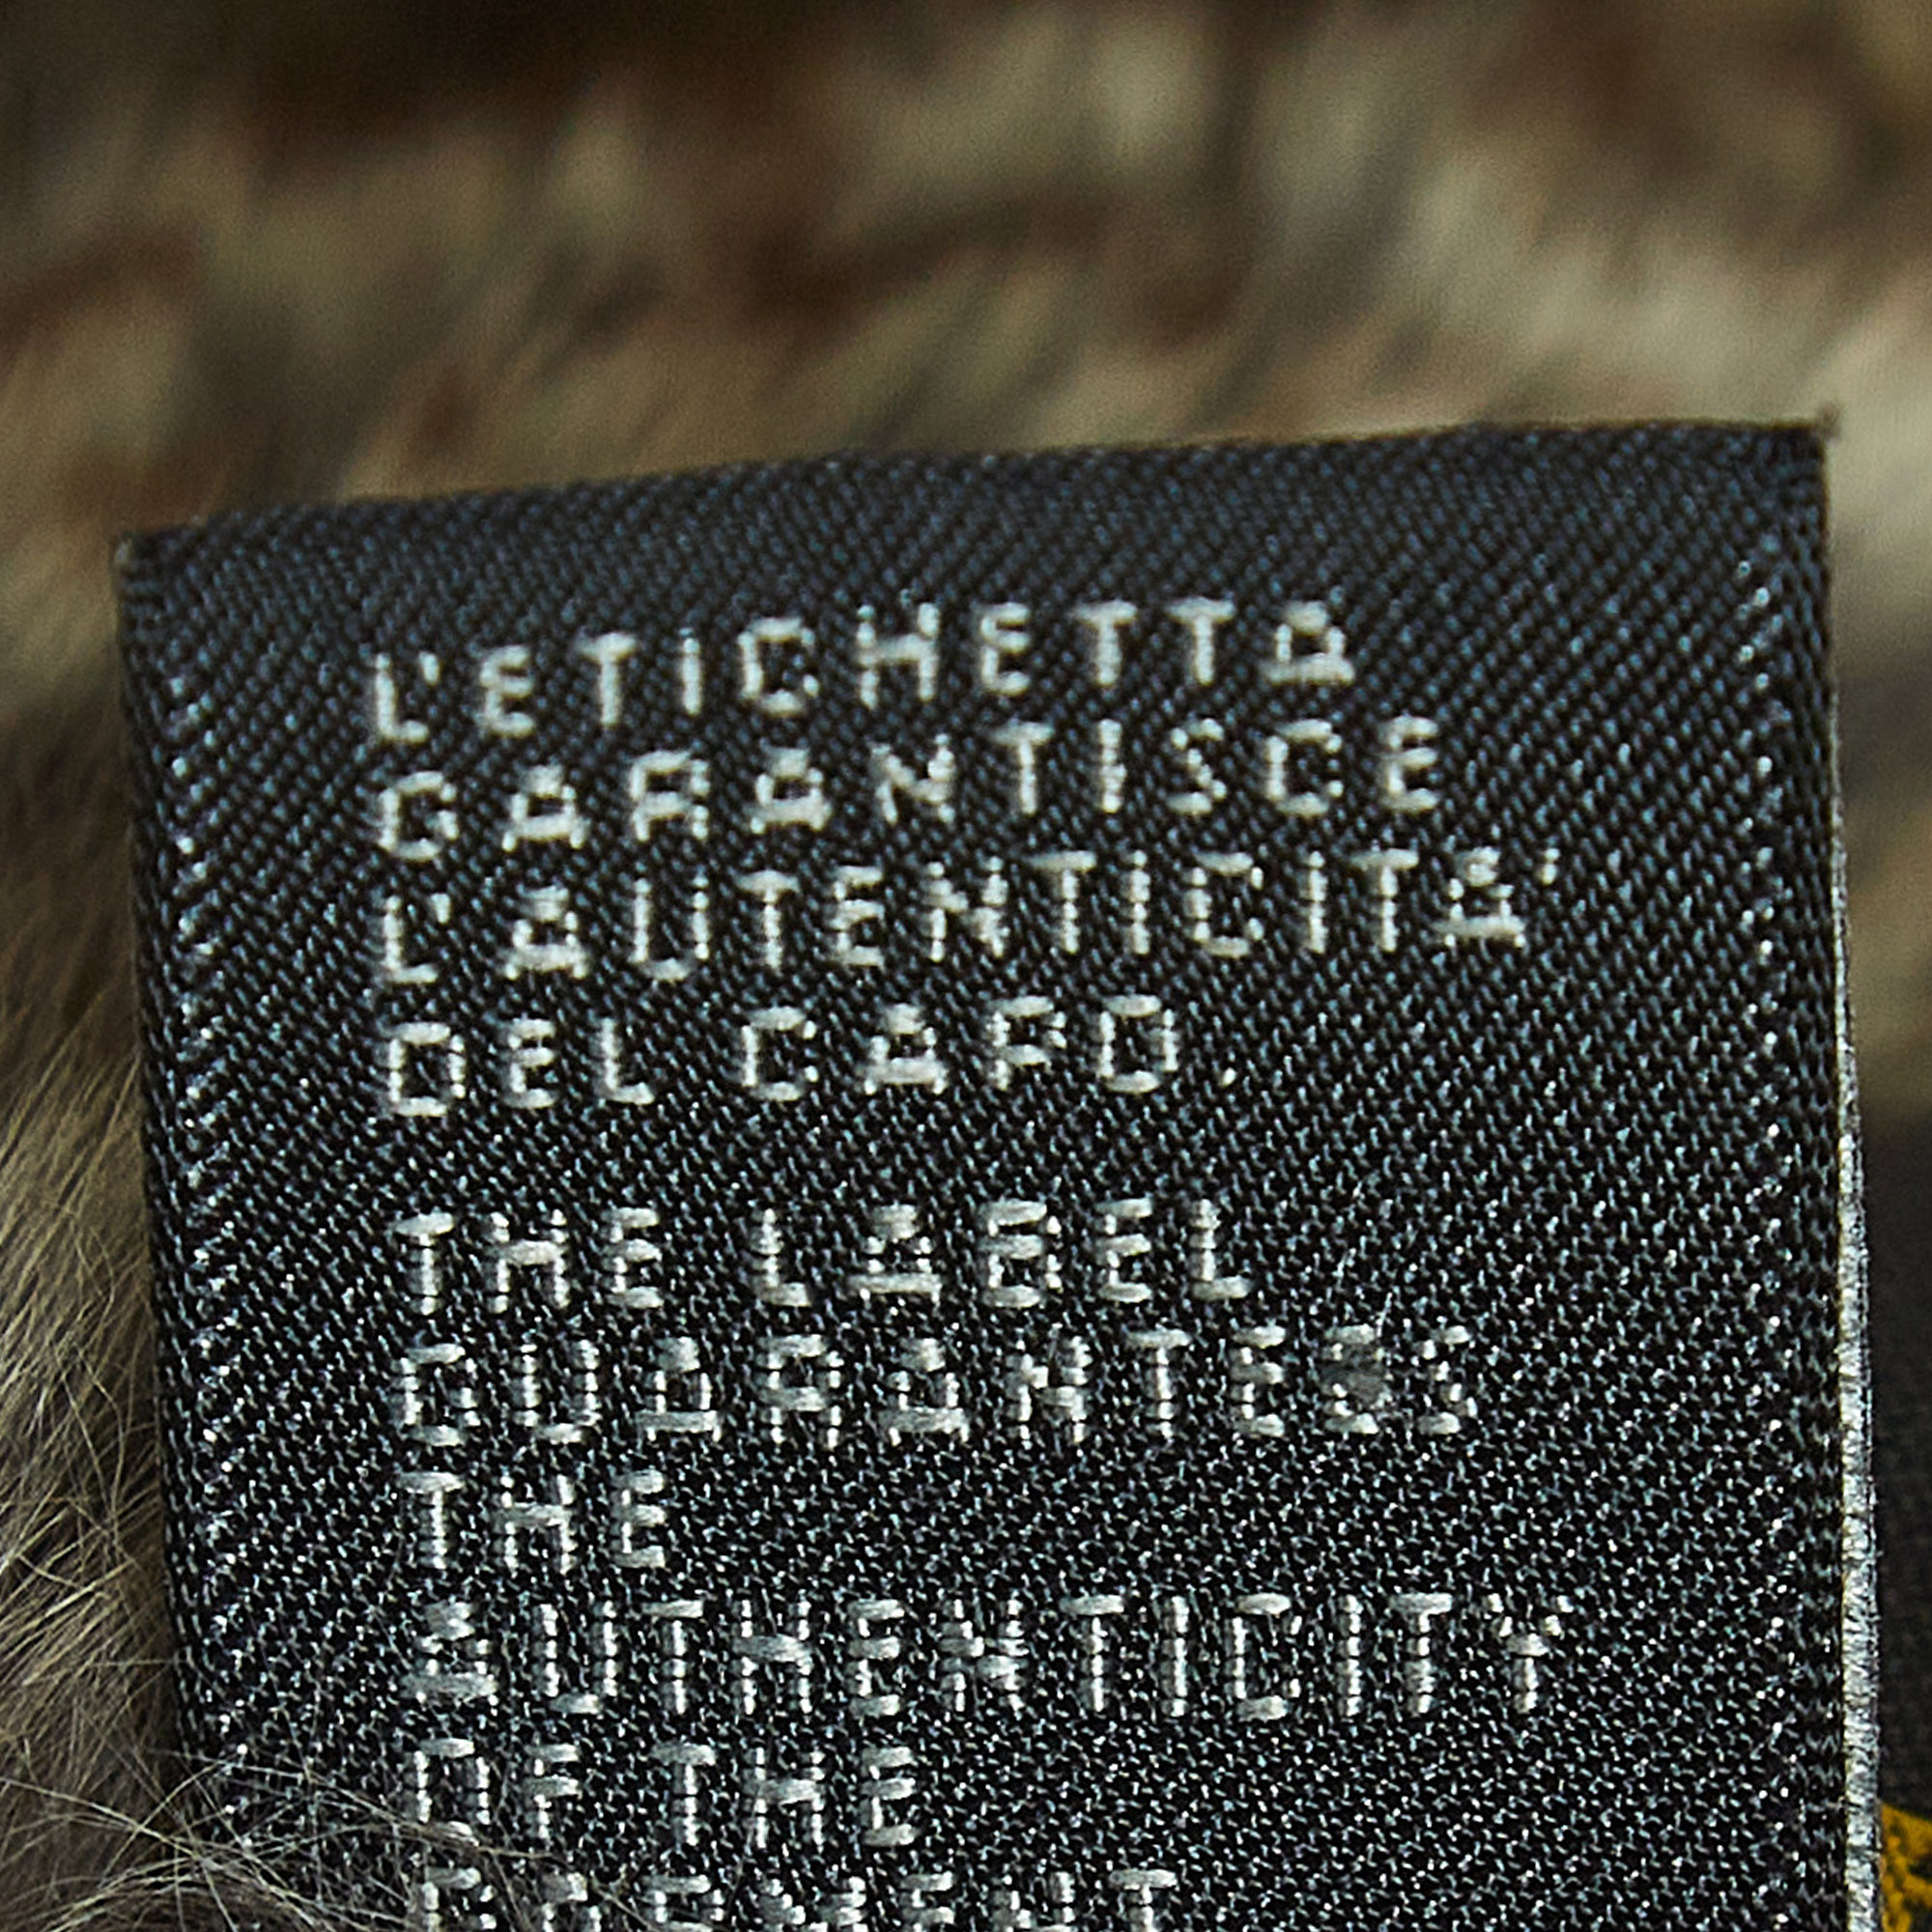 L'ETICHETTA
GARANTISCE
L'AUTENTICITA'
DEL CAPO.
THE LABEL
GUARANTEES
THE
AUTHENTICITY
OF THE